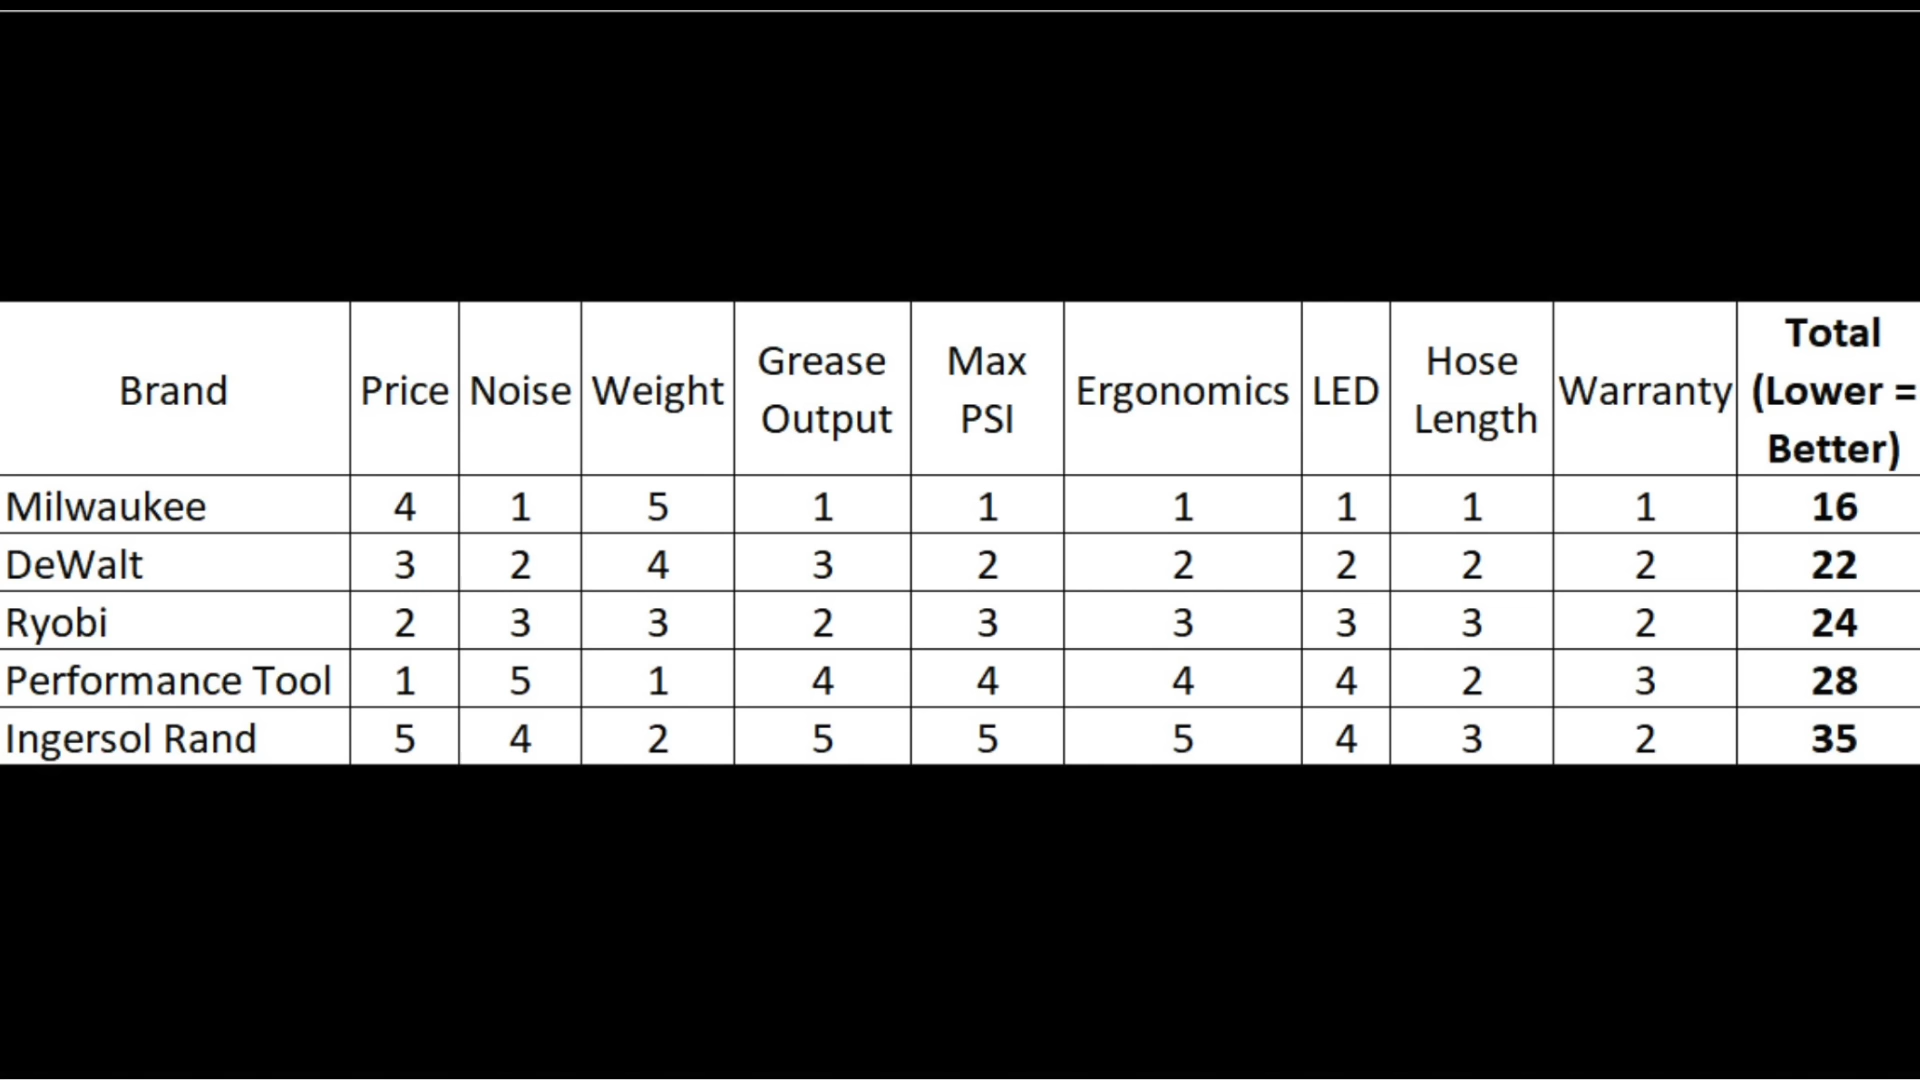 Brand Price Noise Weight Grease Output Max PSI Ergonomics LED Hose Length Warranty Total (Lower = Better)
Milwaukee 4 1 5 1 1 1 1 1 1 16
DeWalt 3 2 4 3 2 2 2 2 2 22
Ryobi 2 3 3 2 3 3 3 3 2 24
Performance Tool 1 5 1 4 4 4 4 2 3 28
Ingersol Rand 5 4 2 5 5 5 4 3 2 35